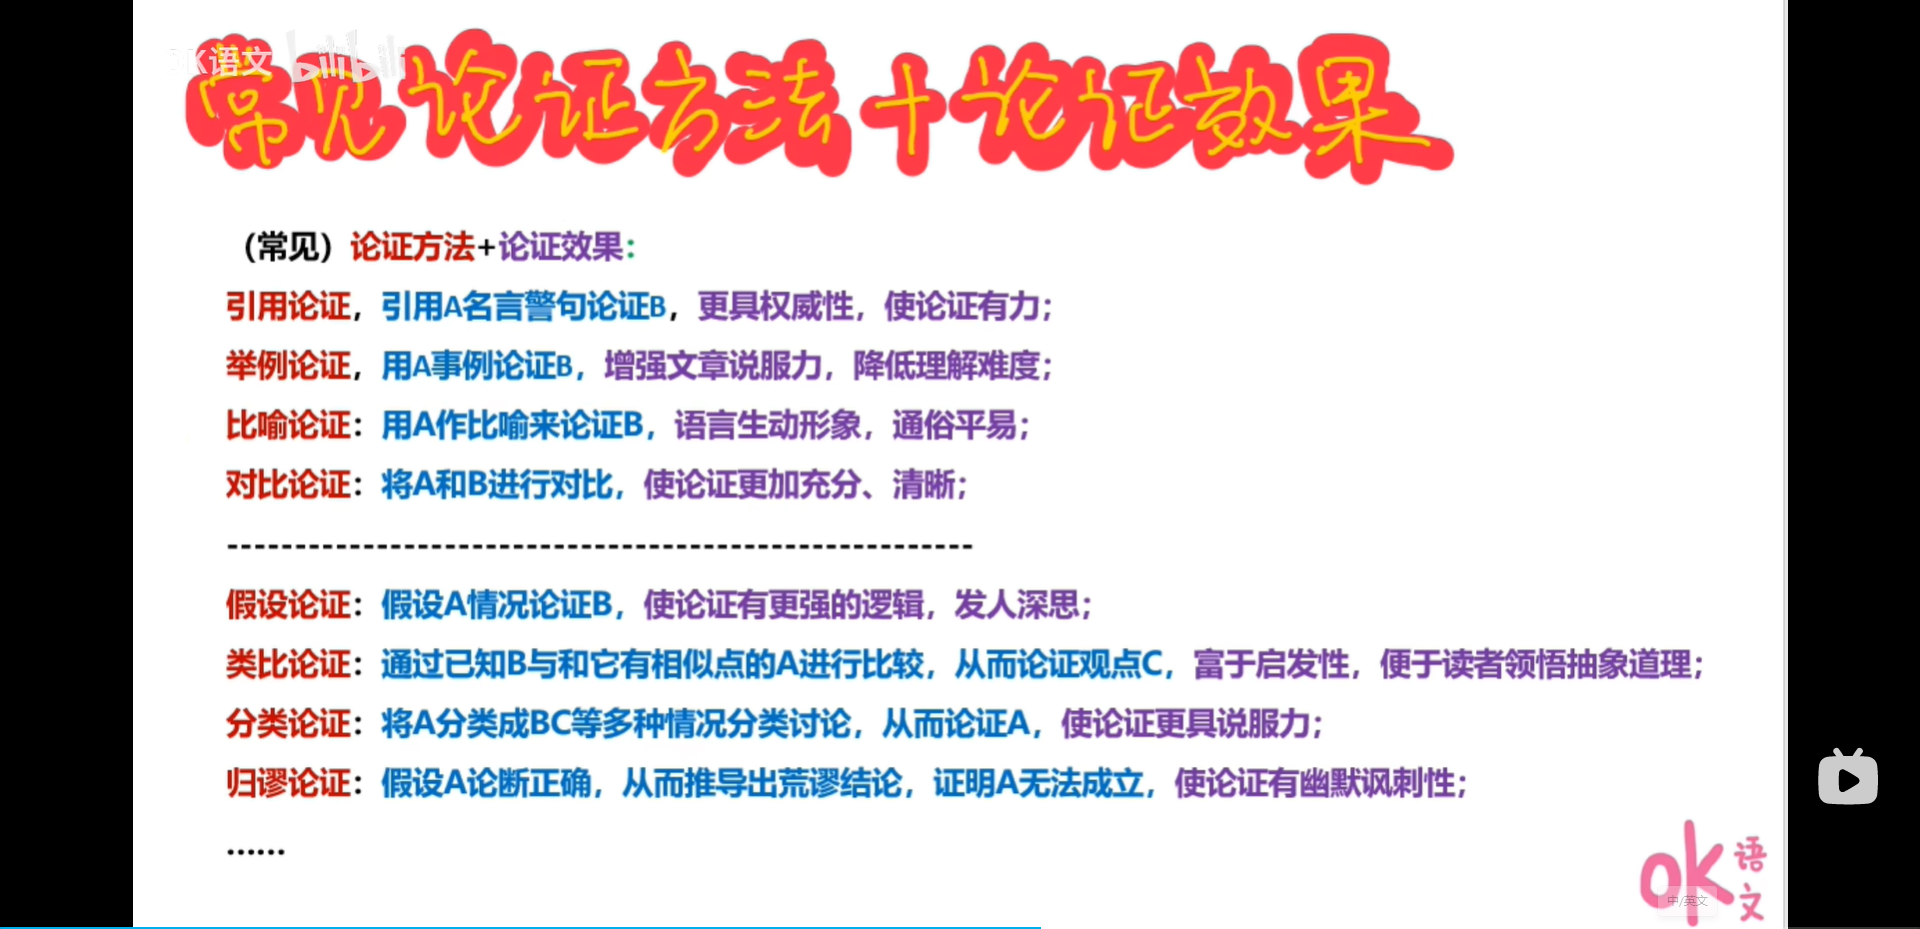 常见论证方法+论证效果
OK语文 bilibili
（常见）论证方法+论证效果：
引用论证，引用A名言警句论证B，更具权威性，使论证有力；
举例论证，用A事例论证B，增强文章说服力，降低理解难度；
比喻论证：用A作比喻来论证B，语言生动形象，通俗平易；
对比论证：将A和B进行对比，使论证更加充分、清晰；
-------------------------------------------------------
假设论证：假设A情况论证B，使论证有更强的逻辑，发人深思；
类比论证：通过已知B与和它有相似点的A进行比较，从而论证观点C，富于启发性，便于读者领悟抽象道理；
分类论证：将A分类成BC等多种情况分类讨论，从而论证A，使论证更具说服力；
归谬论证：假设A论断正确，从而推导出荒谬结论，证明A无法成立，使论证有幽默讽刺性；
……
ok语文
中/英文